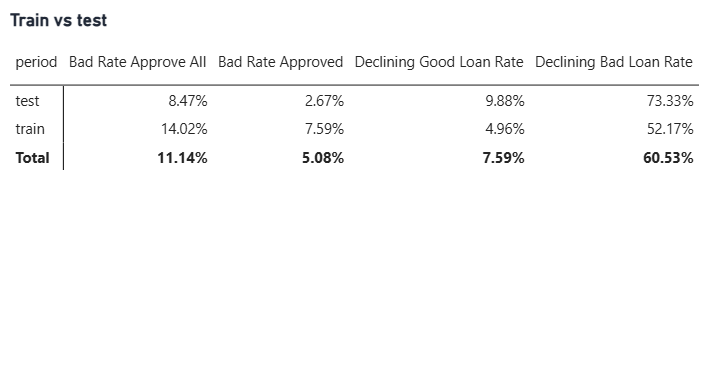 Train vs test
period Bad Rate Approve All Bad Rate Approved Declining Good Loan Rate Declining Bad Loan Rate
test 8.47% 2.67% 9.88% 73.33%
train 14.02% 7.59% 4.96% 52.17%
Total 11.14% 5.08% 7.59% 60.53%